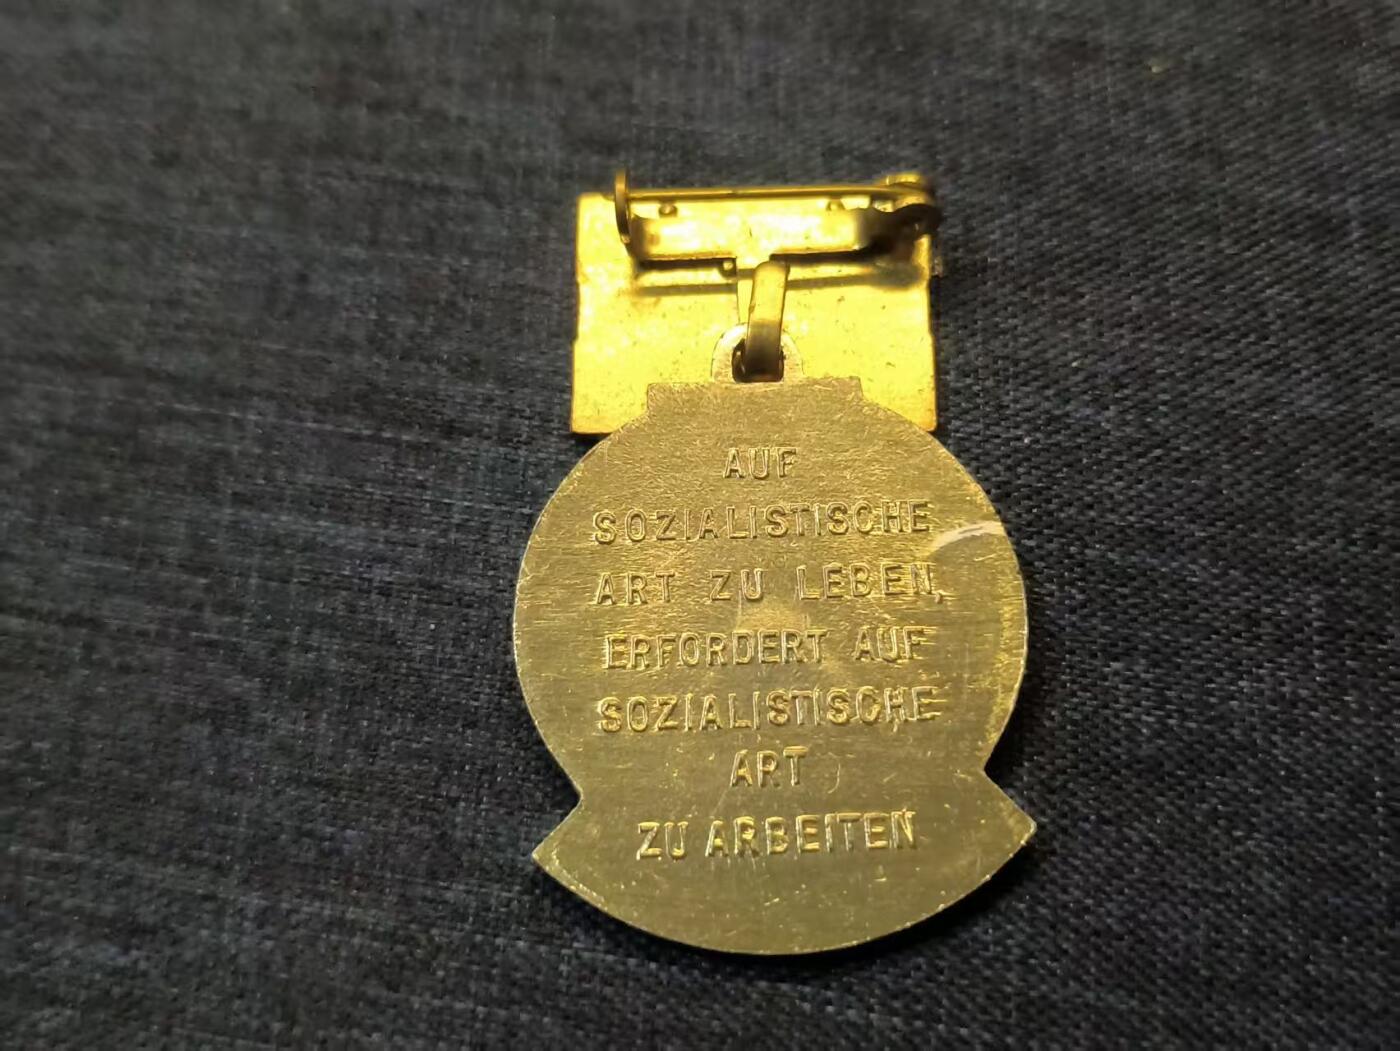 AUF
SOZIALISTISCHE
ART ZU LEBEN,
ERFORDERT AUF
SOZIALISTISCHE
ART
ZU ARBEITEN